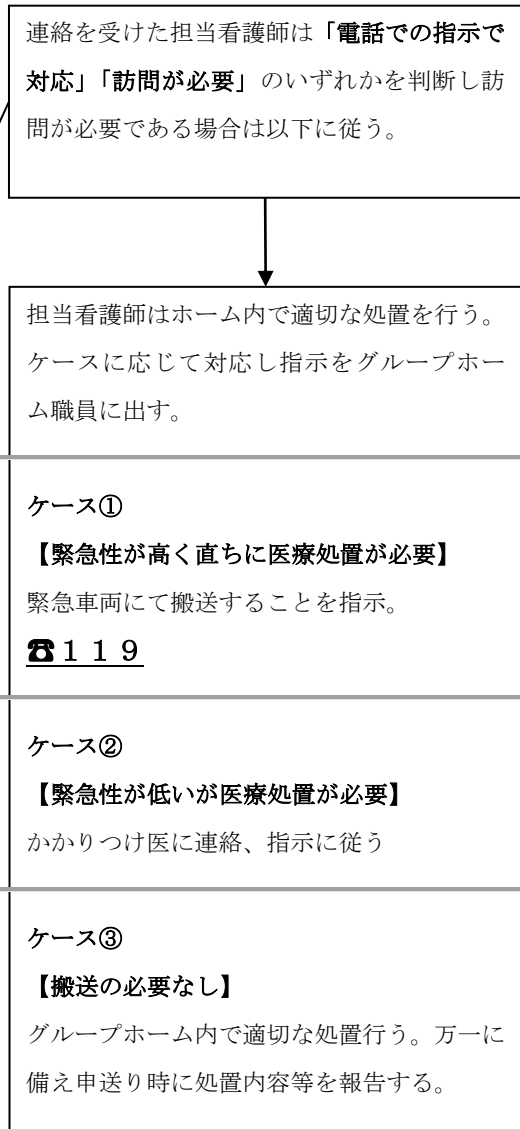 連絡を受けた担当看護師は「電話での指示で
対応」「訪問が必要」のいずれかを判断し訪
問が必要である場合は以下に従う。
担当看護師はホーム内で適切な処置を行う。
ケースに応じて対応し指示をグループホー
ム職員に出す。
ケース①
【緊急性が高く直ちに医療処置が必要】
緊急車両にて搬送することを指示。
☎１１９
ケース②
【緊急性が低いが医療処置が必要】
かかりつけ医に連絡、指示に従う
ケース③
【搬送の必要なし】
グループホーム内で適切な処置行う。万一に
備え申送り時に処置内容等を報告する。